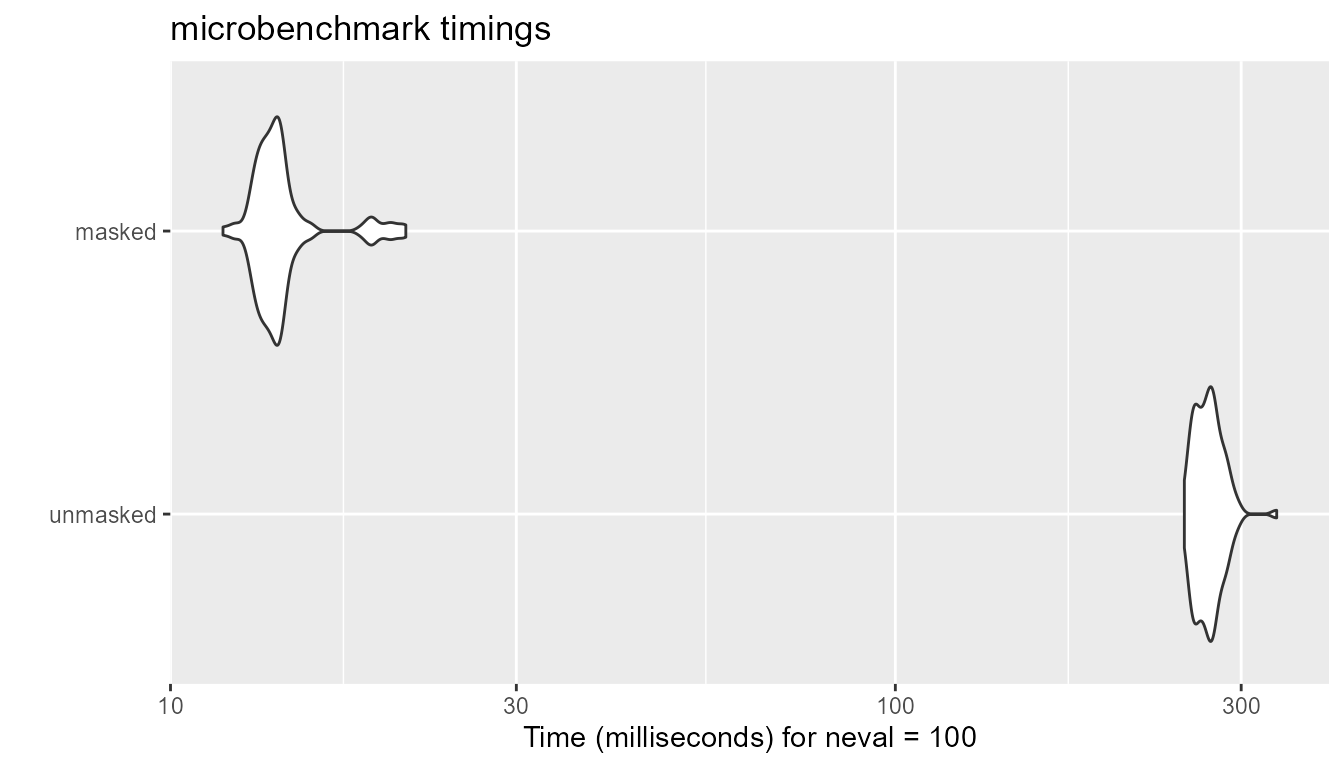 microbenchmark timings
masked
unmasked
10 30 100 300
Time (milliseconds) for neval = 100